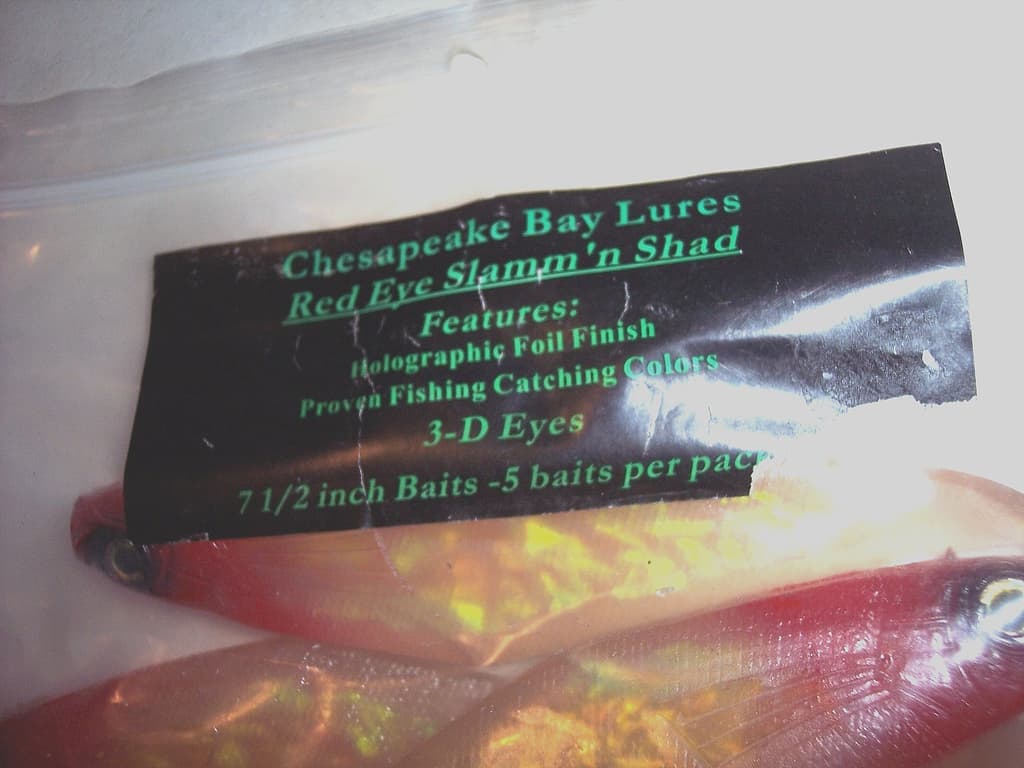 Chesapeake Bay Lures
Red Eye Slamm'n Shad
Features:
Holographic Foil Finish
Proven Fishing Catching Colors
3-D Eyes
7 1/2 inch Baits -5 baits per pack